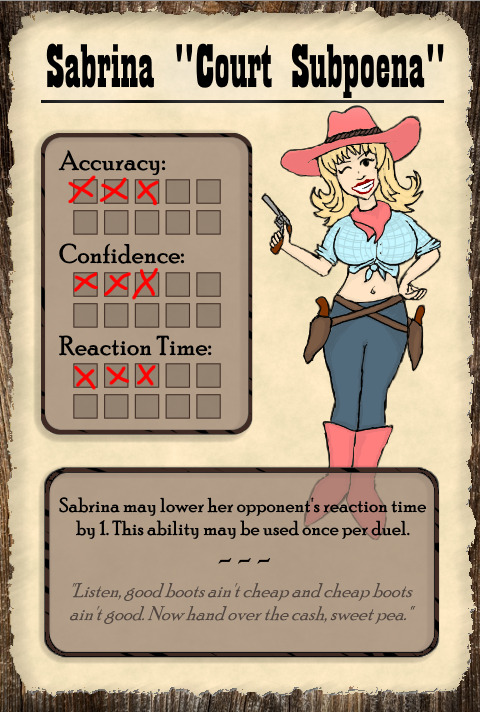 Sabrina "Court Subpoena"
Accuracy:
Confidence:
Reaction Time:
Sabrina may lower her opponent's reaction time
by 1. This ability may be used once per duel.
~ ~ ~
"Listen, good boots ain't cheap and cheap boots
ain't good. Now hand over the cash, sweet pea."